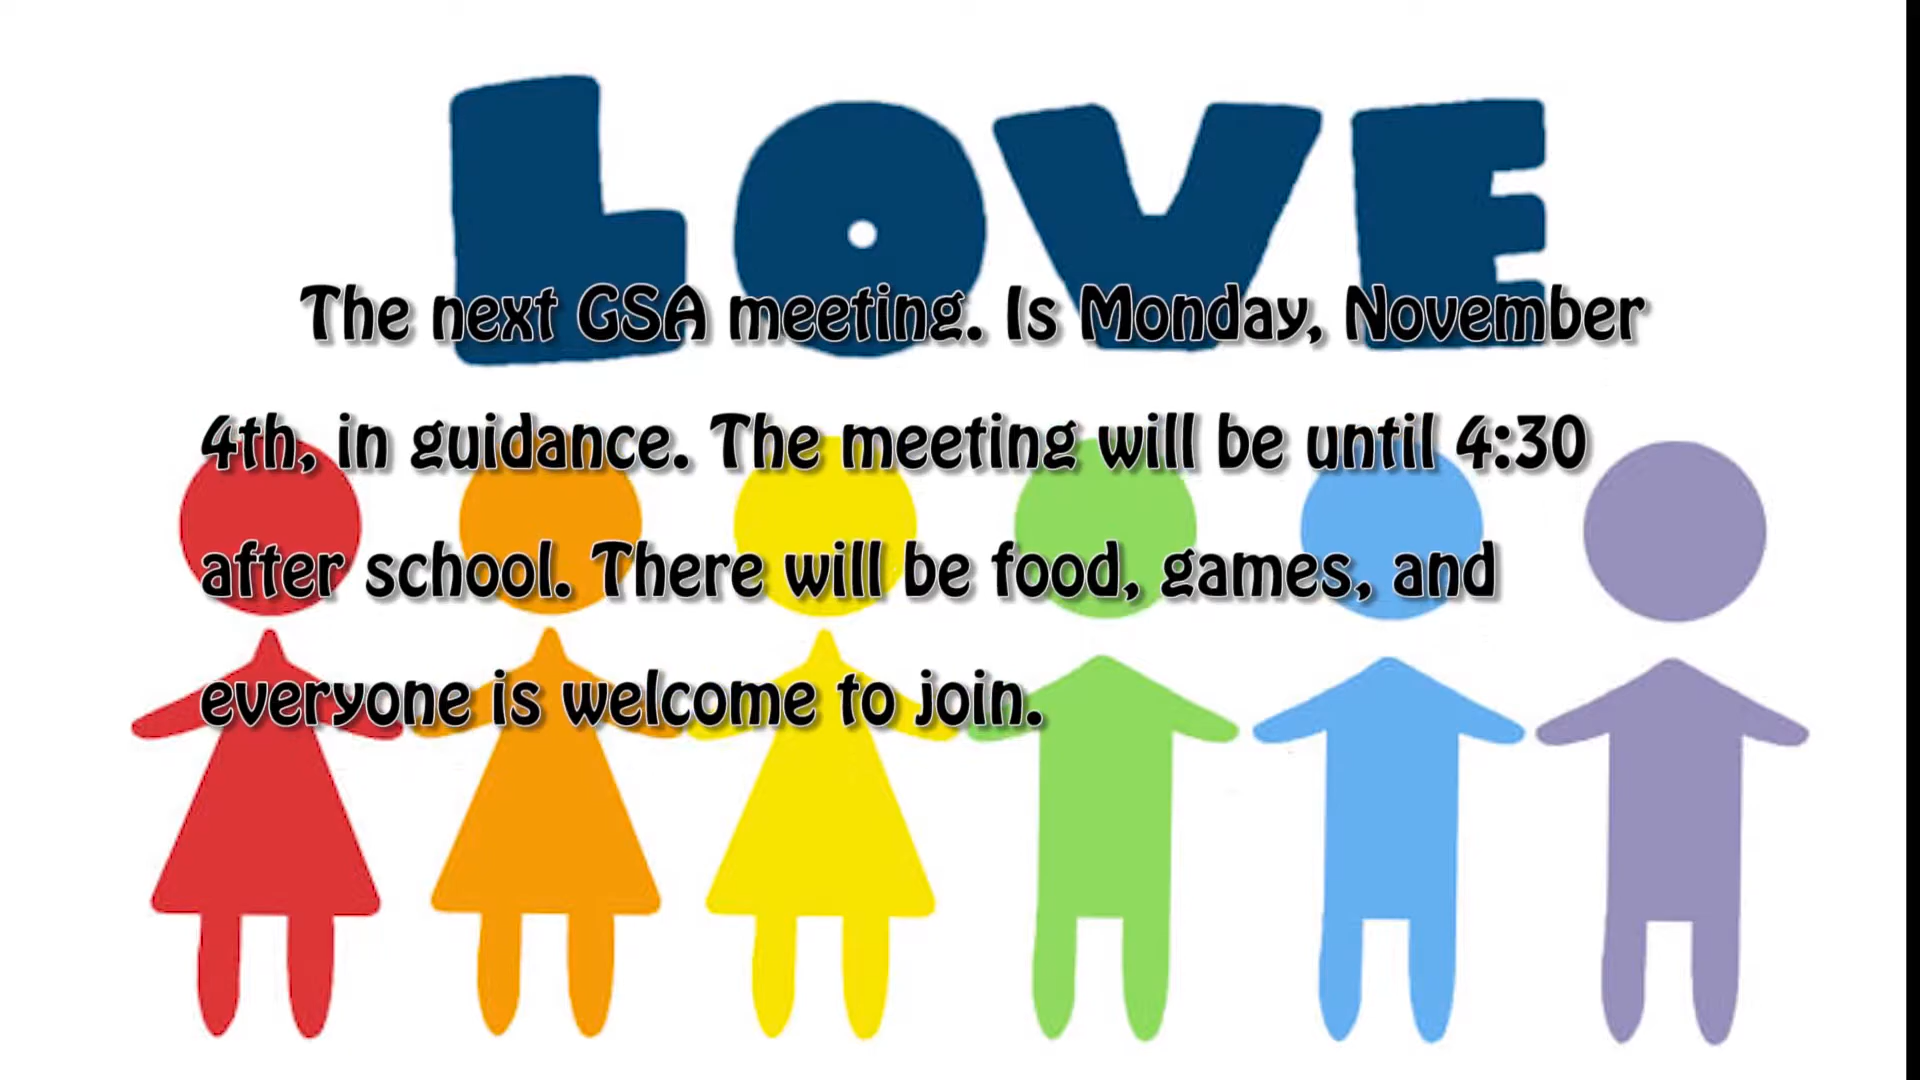 LOVE
The next GSA meeting. Is Monday, November
4th, in guidance. The meeting will be until 4:30
after school. There will be food, games, and
everyone is welcome to join.